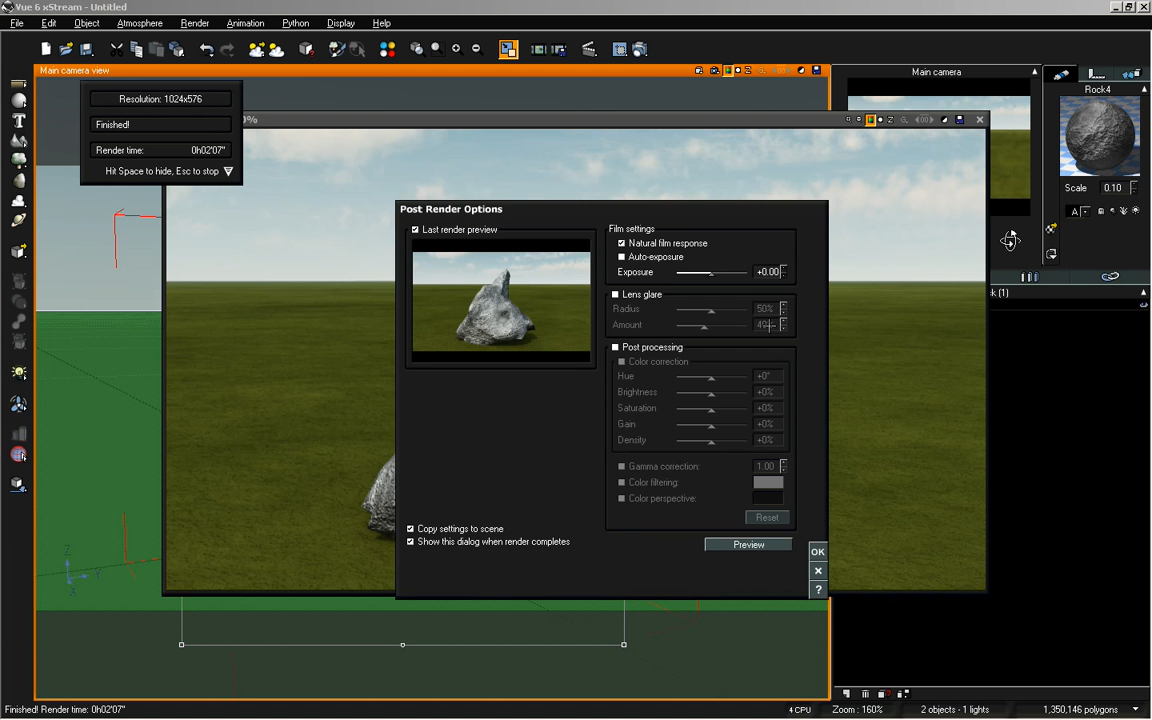 Vue 6 xStream - Untitled
File Edit Object Atmosphere Render Animation Python Display Help
Main camera view
Main camera
Resolution: 1024x576
Finished!
Render time: 0h02'07"
Hit Space to hide, Esc to stop
0%
Rock4
Scale 0.10
A
Post Render Options
Last render preview
Film settings
Natural film response
Auto-exposure
Exposure +0.00
Lens glare
Radius 50%
Amount
Post processing
Color correction
Hue +0°
Brightness +0%
Saturation +0%
Gain +0%
Density +0%
Gamma correction: 1.00
Color filtering:
Color perspective:
Reset
Copy settings to scene
Show this dialog when render completes
Preview
OK
?
(1)
Z
Y
X
Finished! Render time: 0h02'07"
4 CPU
Zoom : 160%
2 objects - 1 lights
1,350,146 polygons